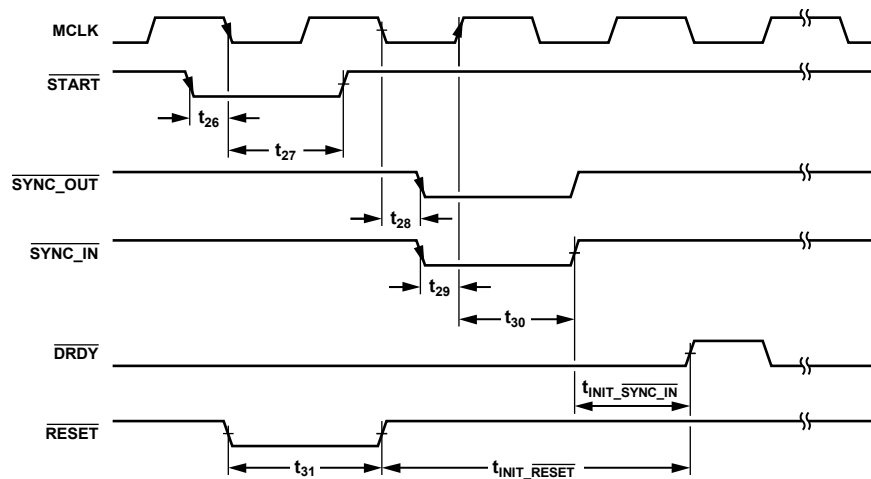 MCLK
START
t26
t27
SYNC_OUT
t28
SYNC_IN
t29
t30
DRDY
tINIT_SYNC_IN
RESET
t31
tINIT_RESET